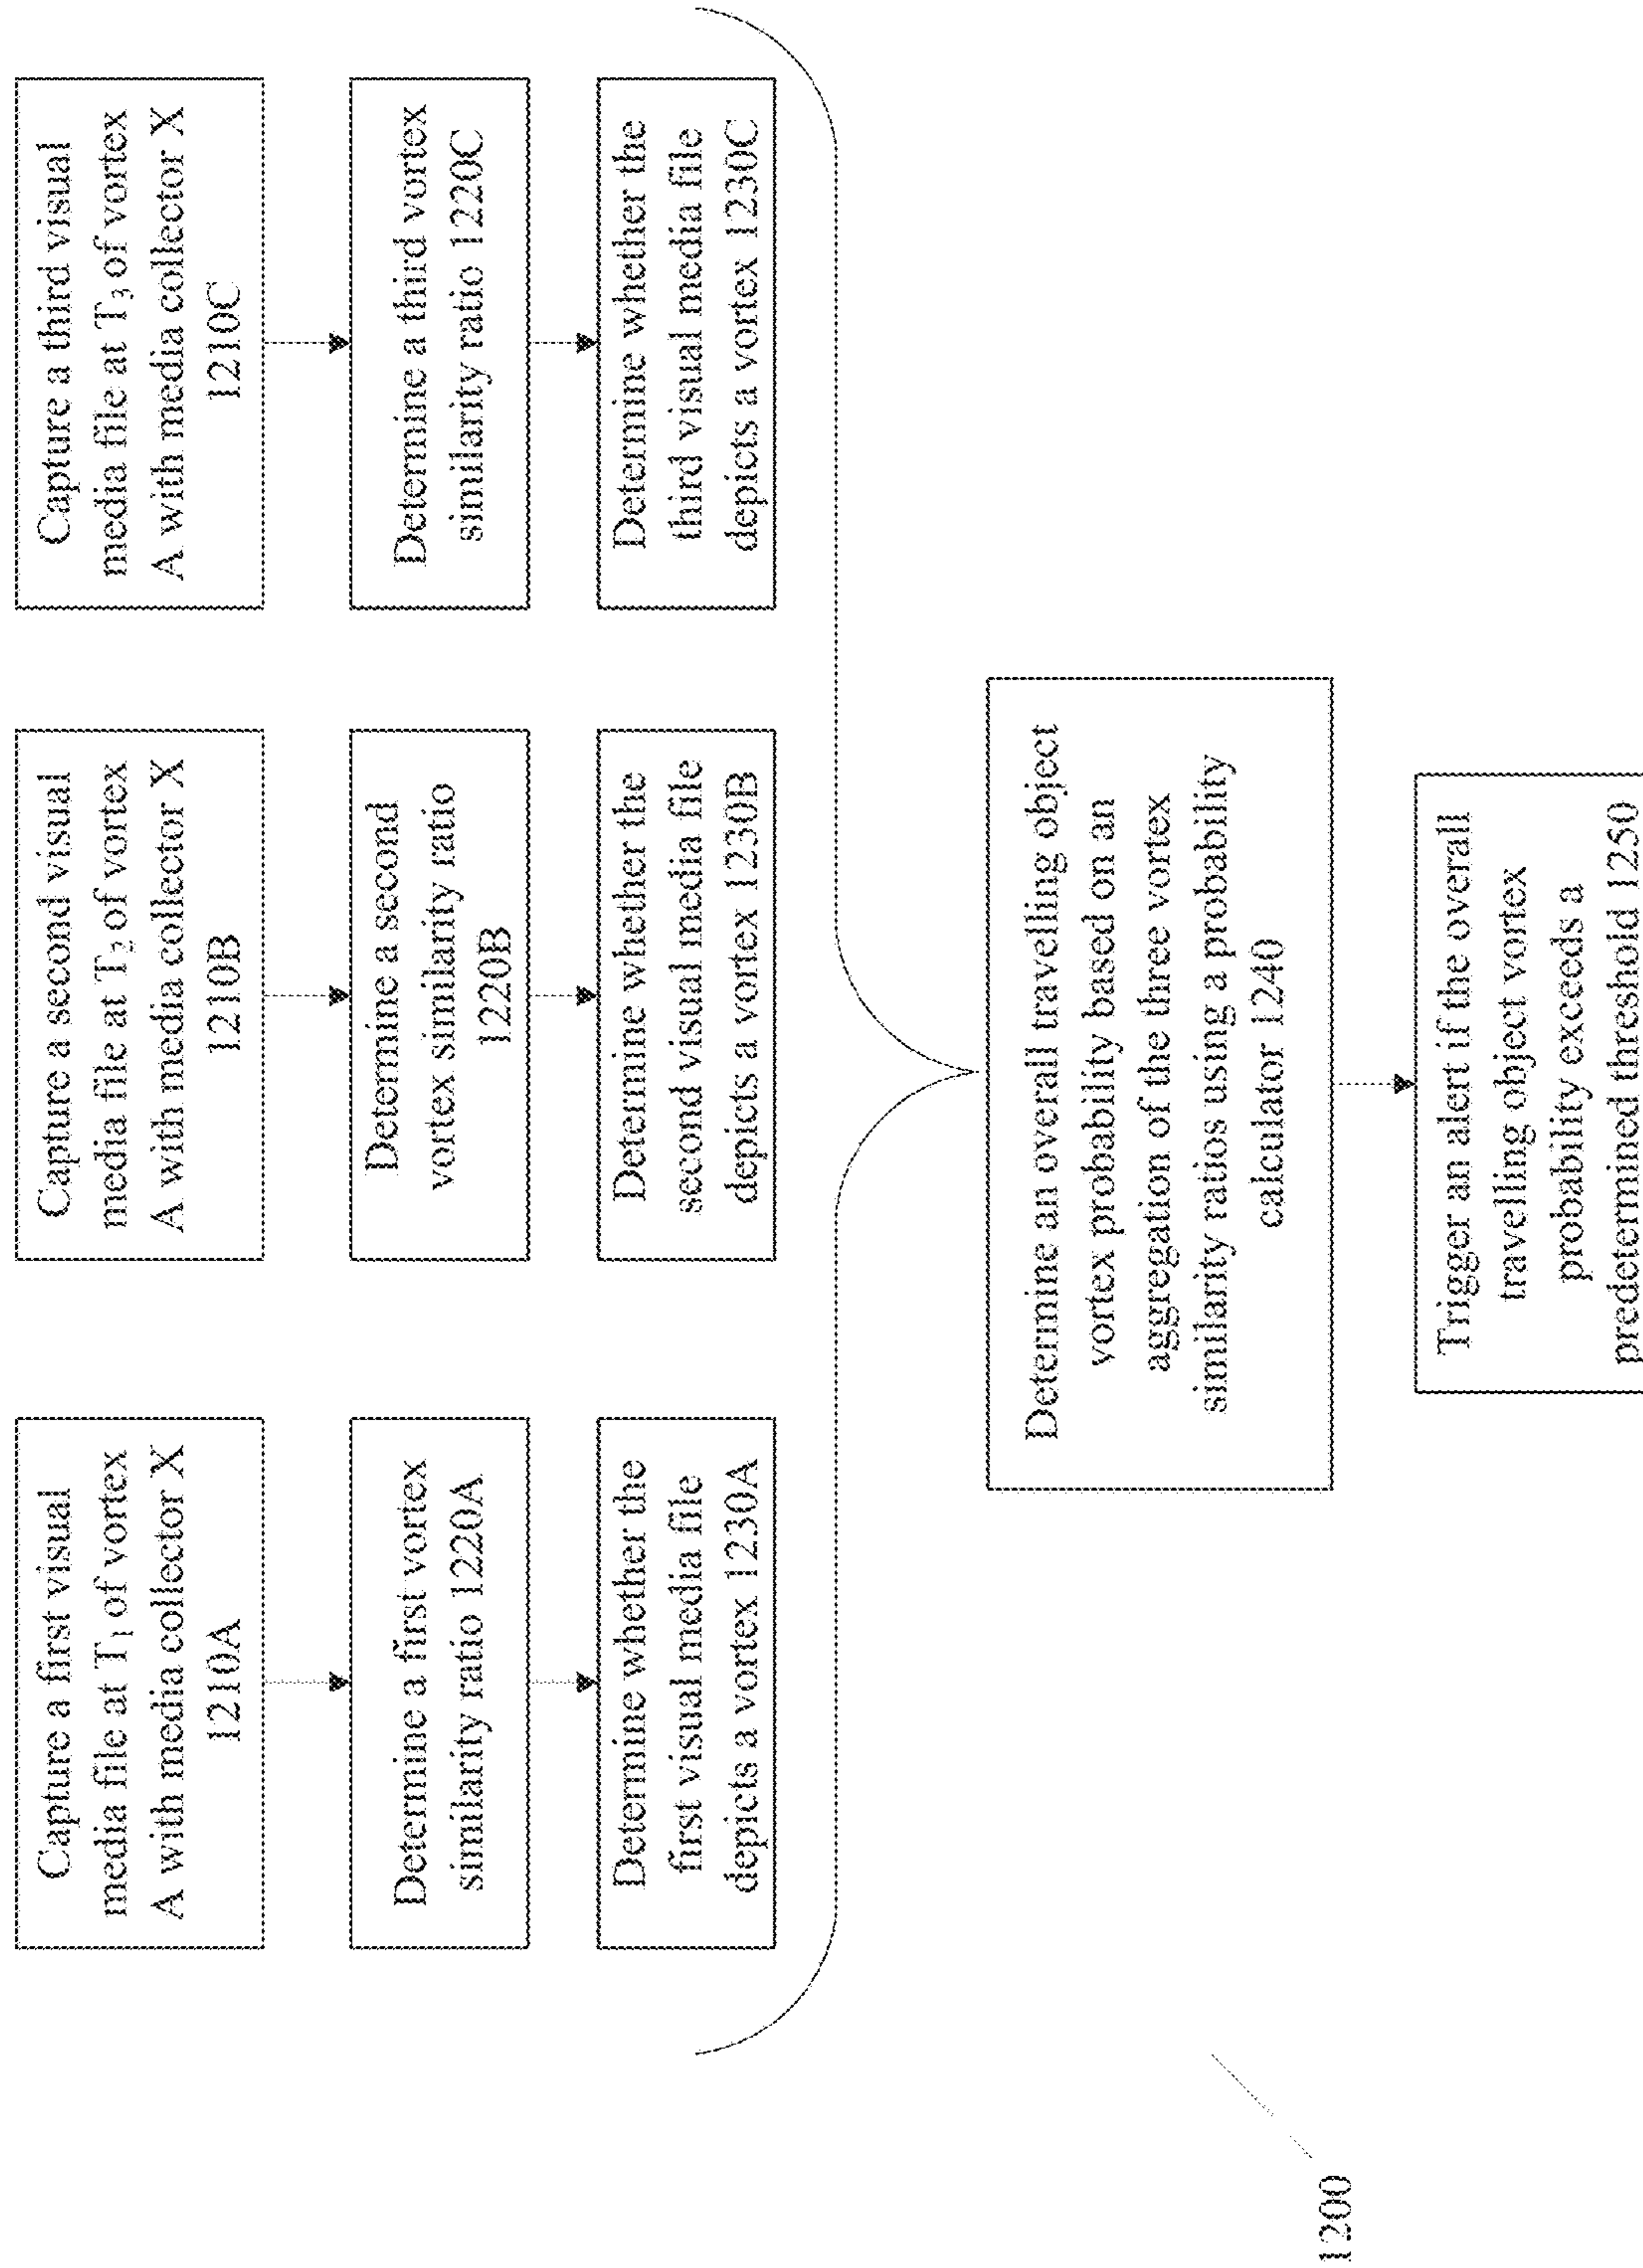 Capture a first visual
media file at T1 of vortex
A with media collector X
1210A
Determine a first vortex
similarity ratio 1220A
Determine whether the
first visual media file
depicts a vortex 1230A
Capture a second visual
media file at T2 of vortex
A with media collector X
1210B
Determine a second
vortex similarity ratio
1220B
Determine whether the
second visual media file
depicts a vortex 1230B
Capture a third visual
media file at T3 of vortex
A with media collector X
1210C
Determine a third vortex
similarity ratio 1220C
Determine whether the
third visual media file
depicts a vortex 1230C
Determine an overall travelling object
vortex probability based on an
aggregation of the three vortex
similarity ratios using a probability
calculator 1240
Trigger an alert if the overall
travelling object vortex
probability exceeds a
predetermined threshold 1250
1200